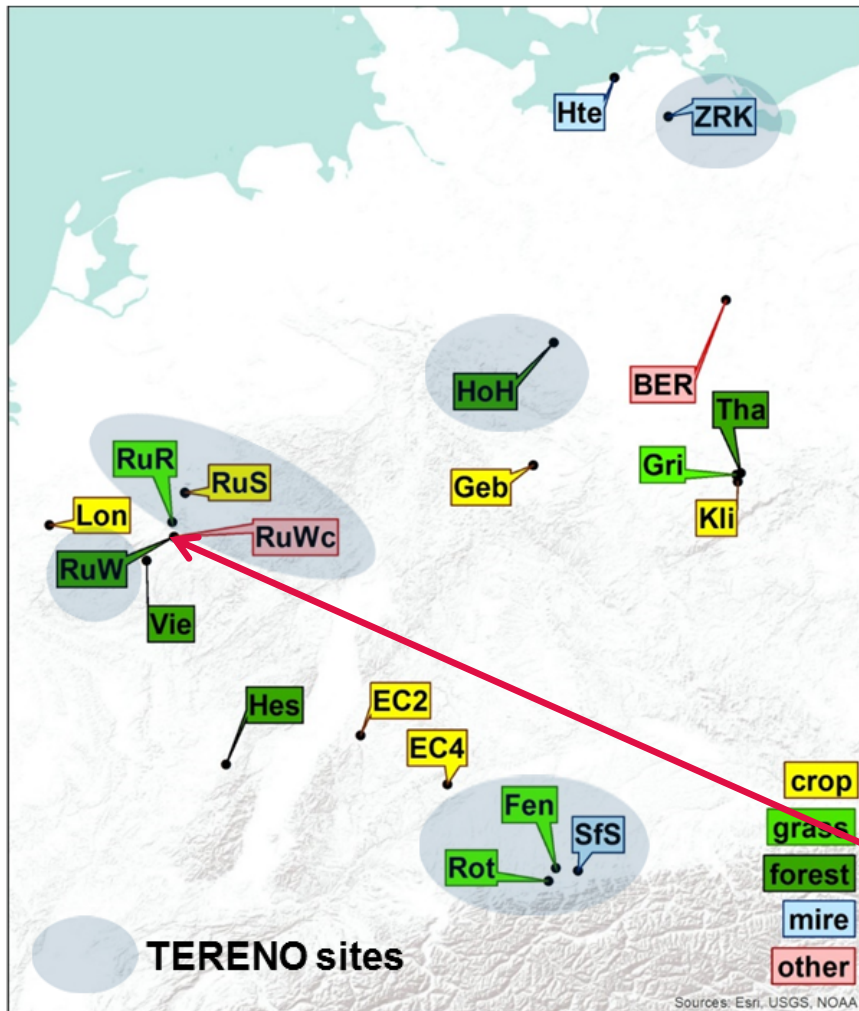 Hte
ZRK
HoH
BER
Tha
RuR
RuS
Geb
Gri
Lon
Kli
RuWc
RuW
Vie
Hes
EC2
EC4
crop
Fen
grass
SfS
Rot
forest
mire
TERENO sites
other
Sources: Esri, USGS, NOAA